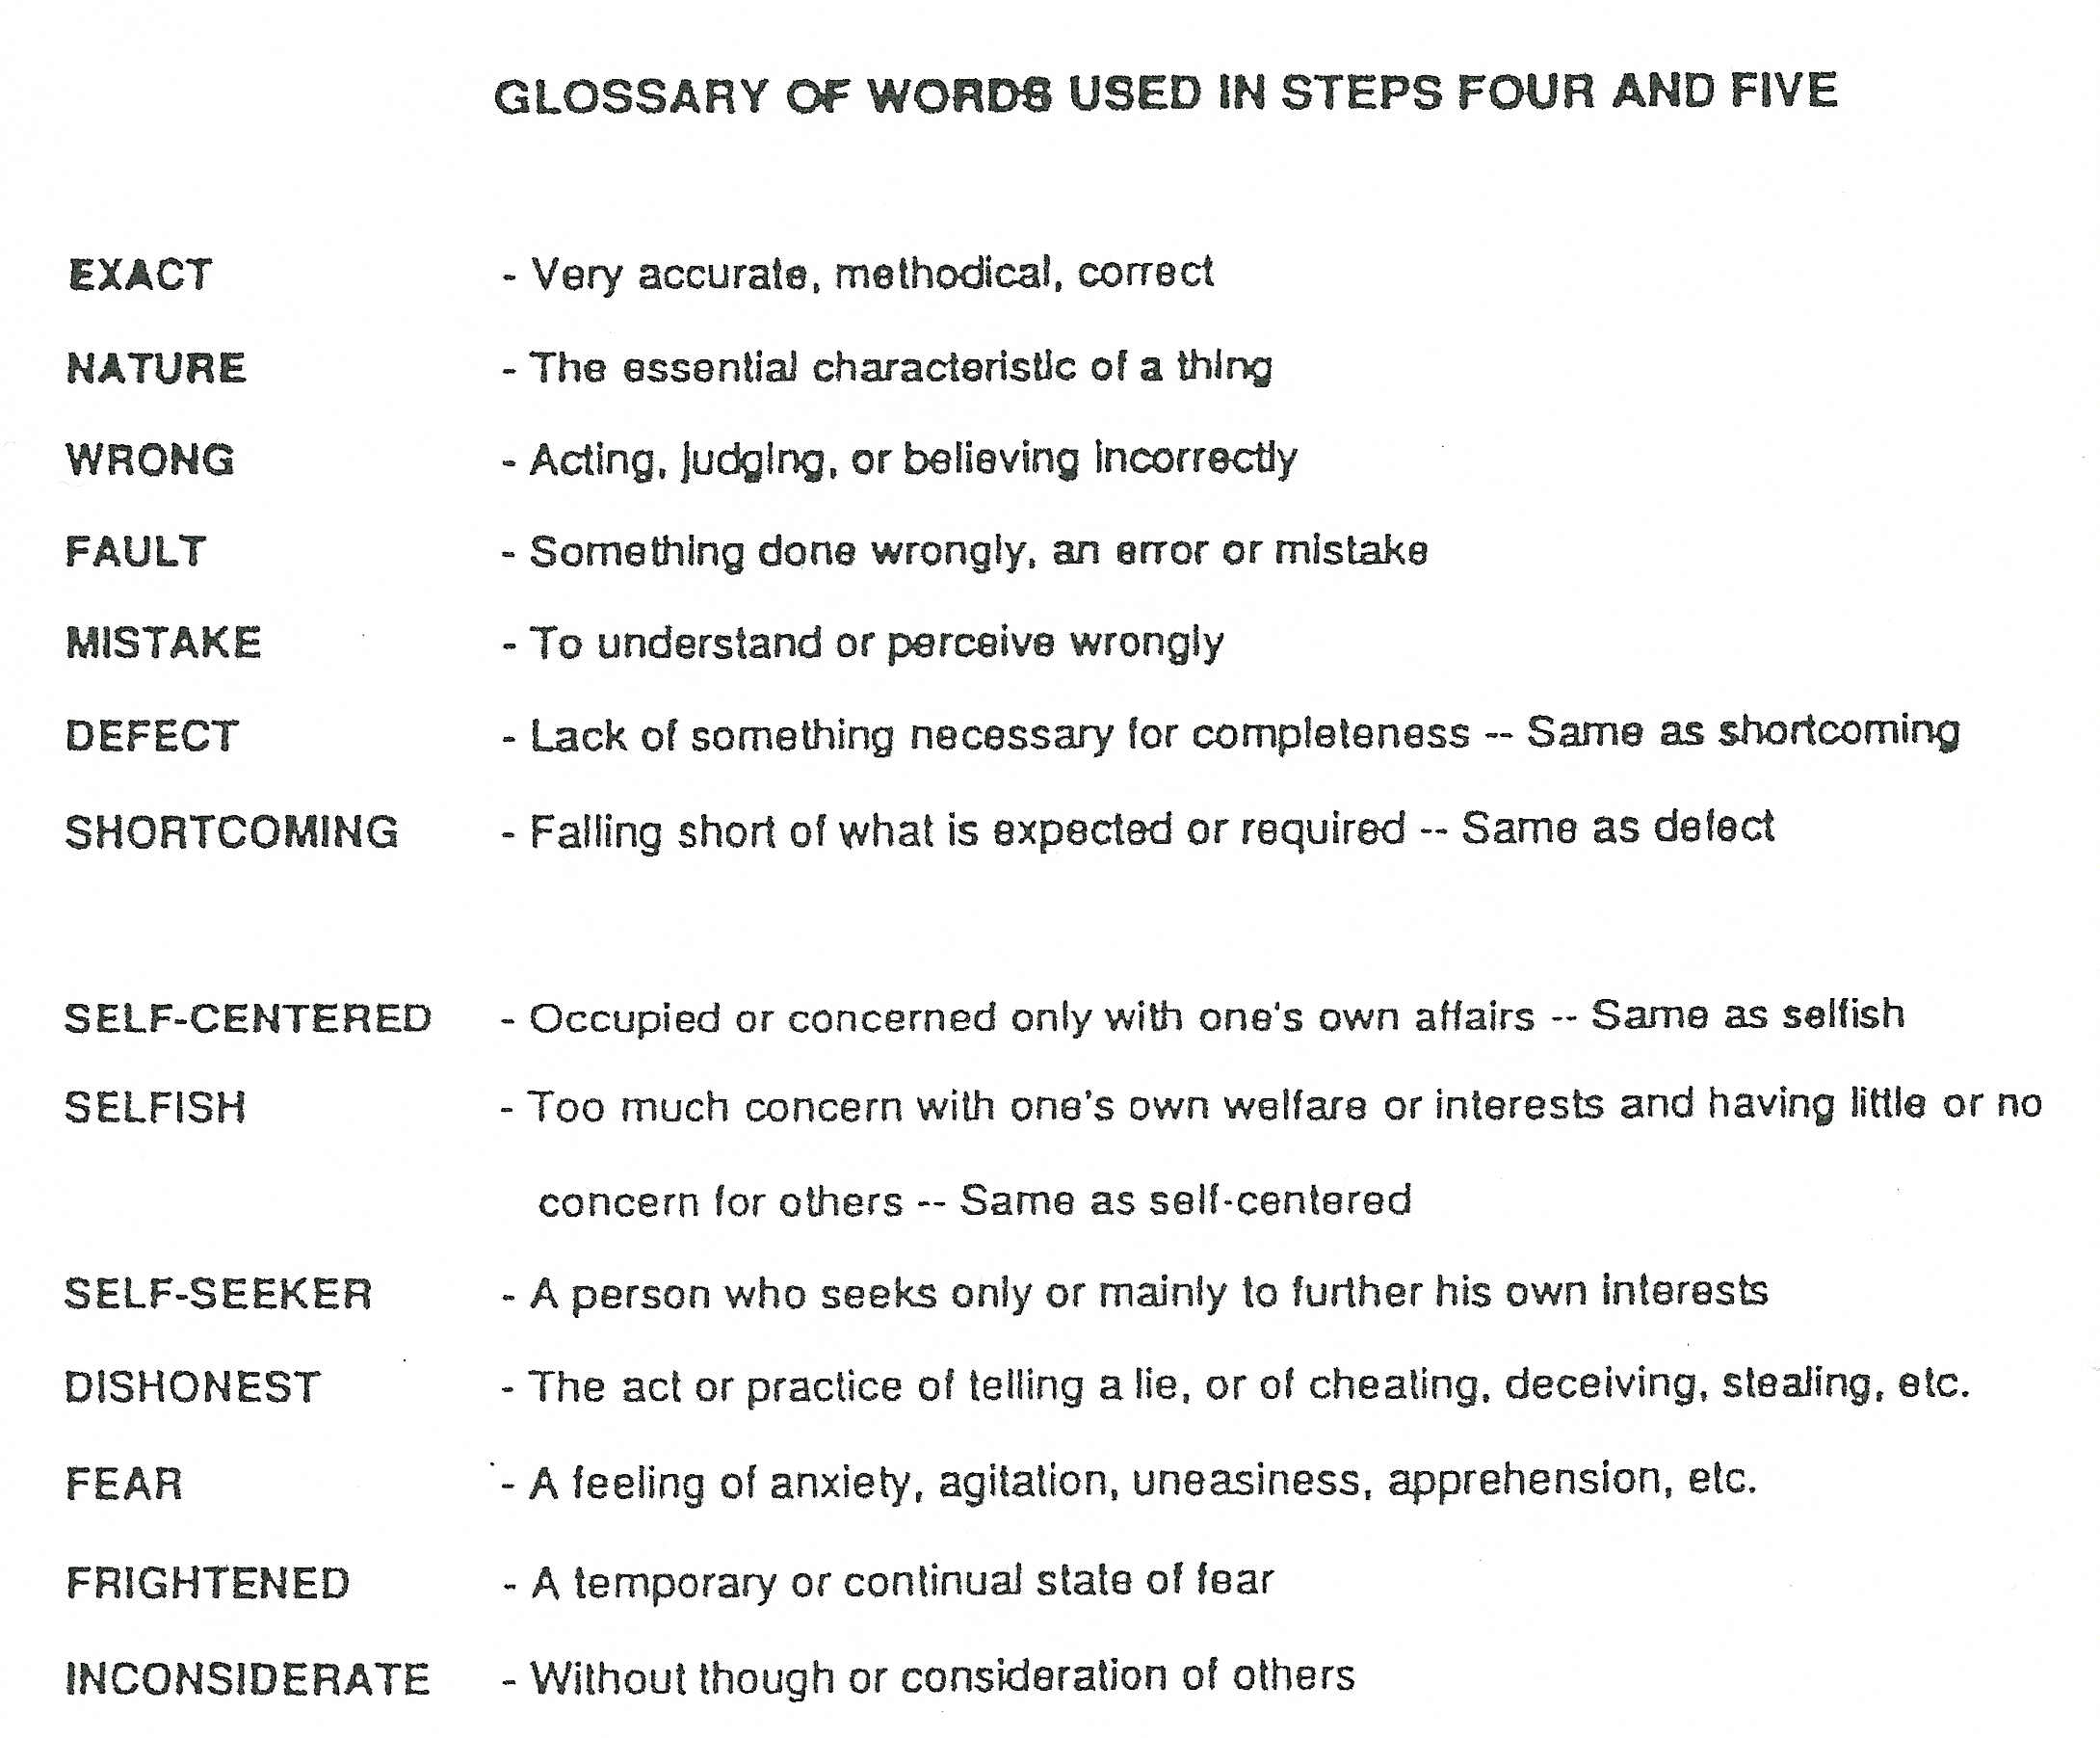 GLOSSARY OF WORDS USED IN STEPS FOUR AND FIVE
EXACT - Very accurate, methodical, correct
NATURE - The essential characteristic of a thing
WRONG - Acting, judging, or believing incorrectly
FAULT - Something done wrongly, an error or mistake
MISTAKE - To understand or perceive wrongly
DEFECT - Lack of something necessary for completeness -- Same as shortcoming
SHORTCOMING - Falling short of what is expected or required -- Same as defect
SELF-CENTERED - Occupied or concerned only with one's own affairs -- Same as selfish
SELFISH - Too much concern with one's own welfare or interests and having little or no
concern for others -- Same as self-centered
SELF-SEEKER - A person who seeks only or mainly to further his own interests
DISHONEST - The act or practice of telling a lie, or of cheating, deceiving, stealing, etc.
FEAR - A feeling of anxiety, agitation, uneasiness, apprehension, etc.
FRIGHTENED - A temporary or continual state of fear
INCONSIDERATE - Without though or consideration of others